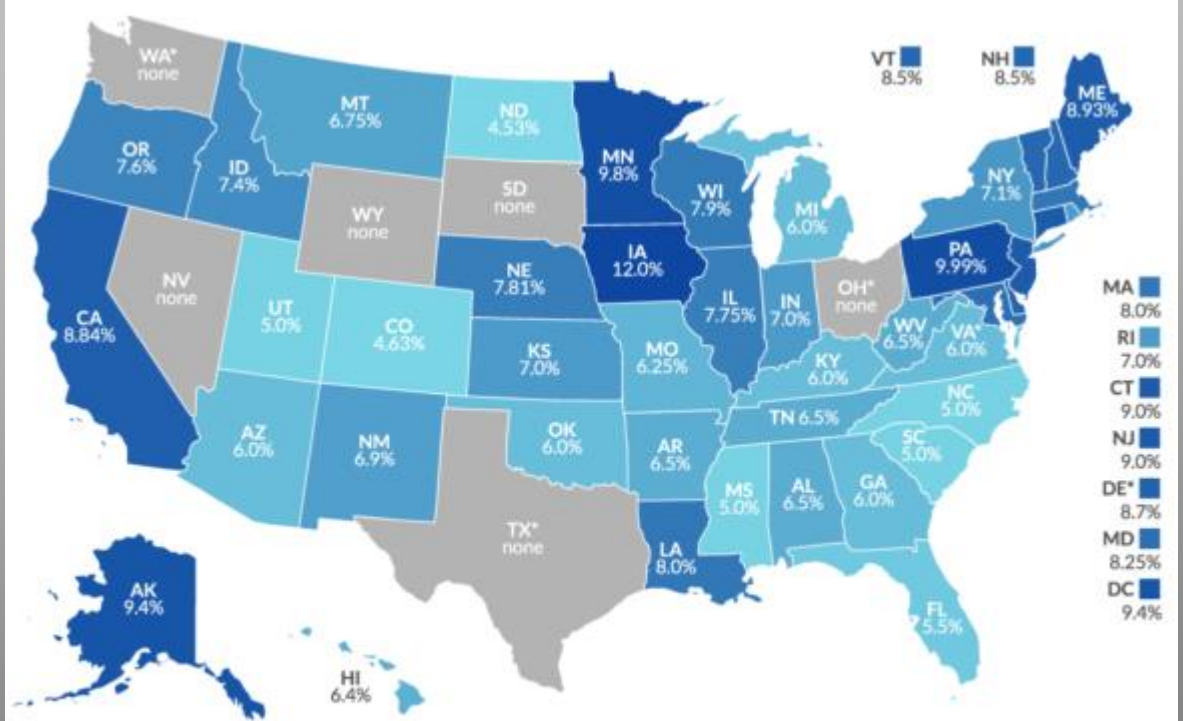 WA*
none
VT
8.5%
NH
8.5%
MT
6.75%
ND
4.53%
ME
8.93%
OR
7.6%
ID
7.4%
MN
9.8%
SD
none
WI
7.9%
NY
7.1%
WY
none
MI
6.0%
IA
12.0%
PA
9.99%
NE
7.81%
NV
none
UT
5.0%
CO
4.63%
IL
7.75%
IN
7.0%
OH*
none
MA
8.0%
CA
8.84%
WV
6.5%
VA*
6.0%
RI
7.0%
KS
7.0%
MO
6.25%
KY
6.0%
CT
9.0%
NC
5.0%
TN 6.5%
AZ
6.0%
NM
6.9%
OK
6.0%
AR
6.5%
SC
5.0%
NJ
9.0%
MS
5.0%
AL
6.5%
GA
6.0%
DE*
8.7%
TX*
none
LA
8.0%
MD
8.25%
AK
9.4%
DC
9.4%
FL
5.5%
HI
6.4%